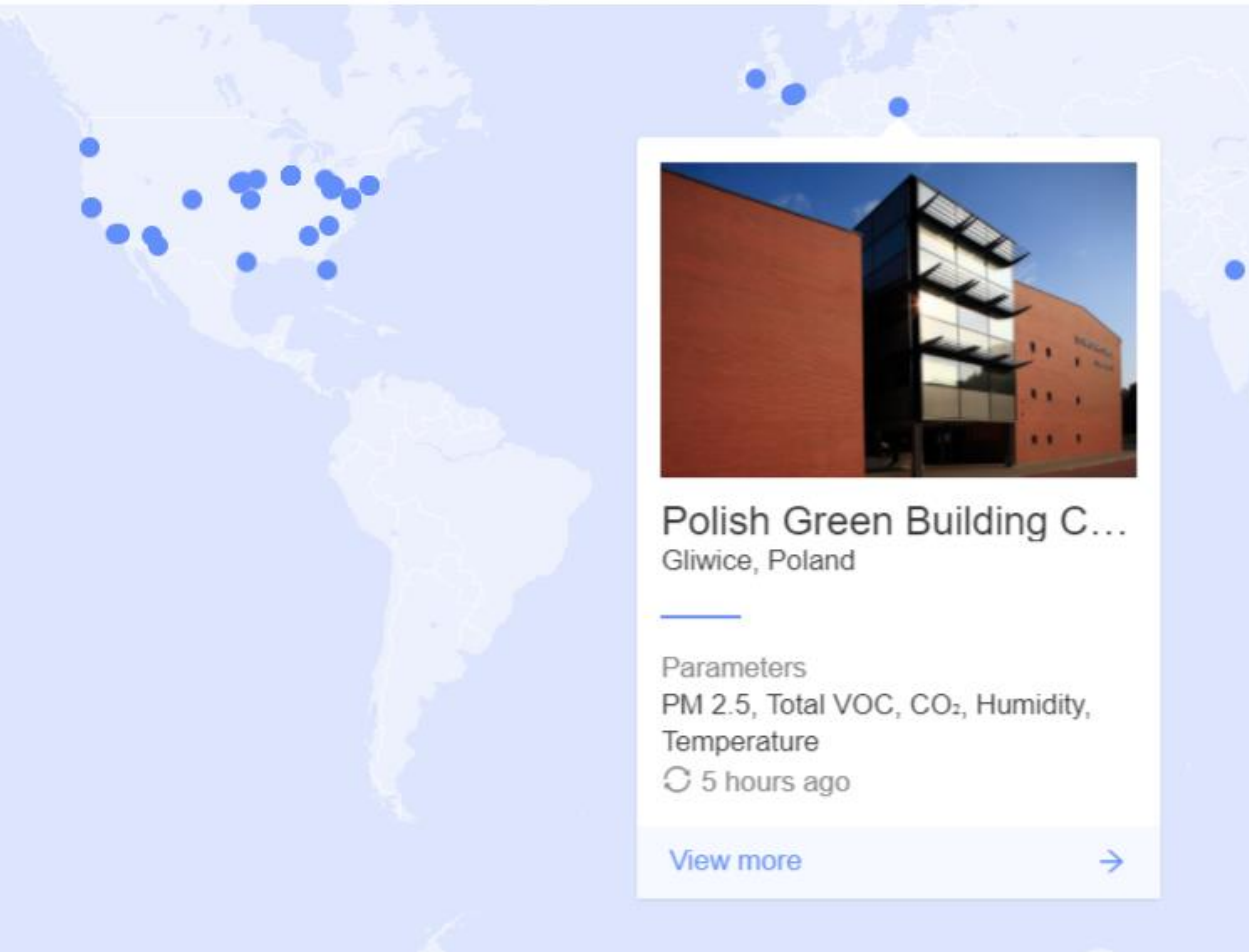 Polish Green Building C...
Gliwice, Poland
Parameters
PM 2.5, Total VOC, CO₂, Humidity,
Temperature
5 hours ago
View more